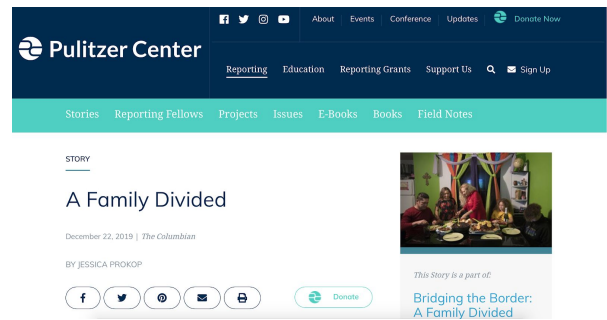 About Events Conference Updates Donate Now
Pulitzer Center
Reporting Education Reporting Grants Support Us Sign Up
Stories Reporting Fellows Projects Issues E-Books Books Field Notes
STORY
A Family Divided
December 22, 2019 | The Columbian
BY JESSICA PROKOP
Donate
This Story is a part of:
Bridging the Border:
A Family Divided